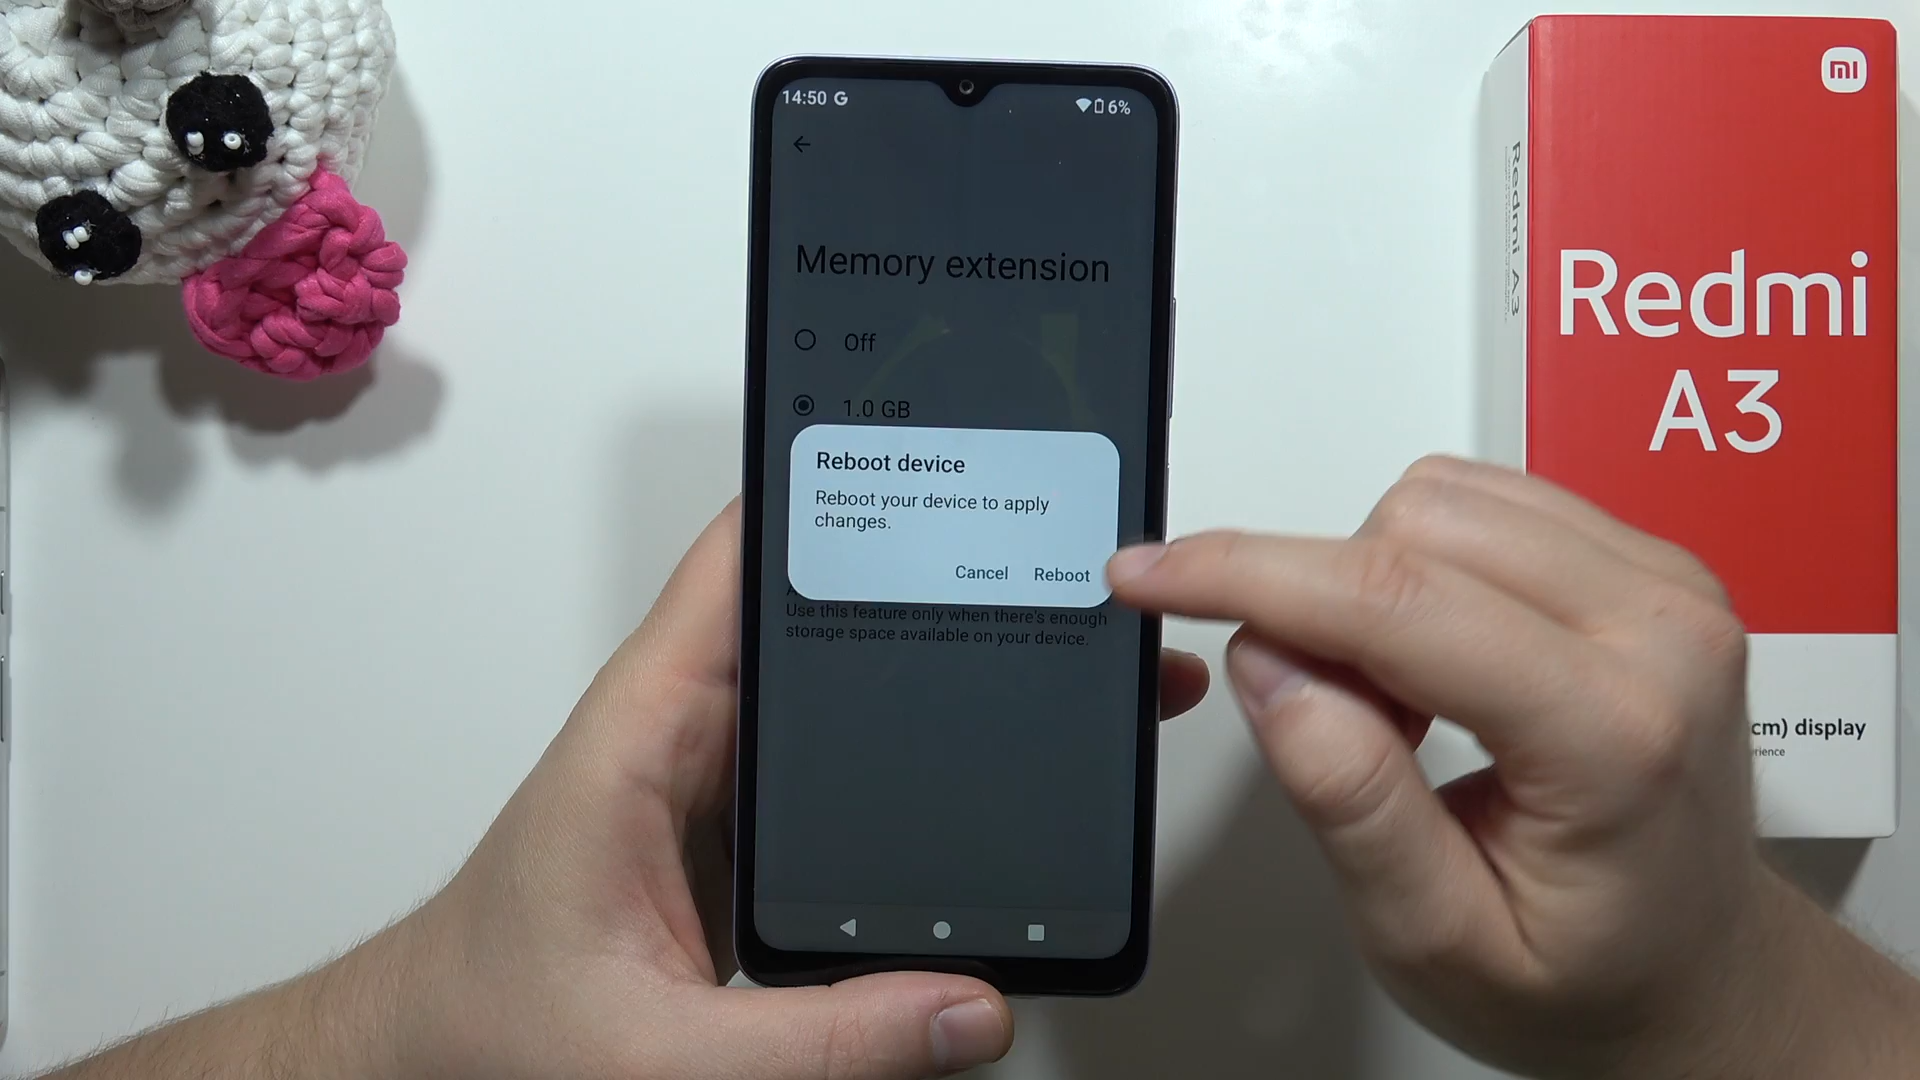 14:50 G
6%
Memory extension
Off
1.0 GB
Reboot device
Reboot your device to apply
changes.
Cancel Reboot
Use this feature only when there's enough
storage space available on your device.
mi
Redmi
A3
Redmi A3
cm) display
rience